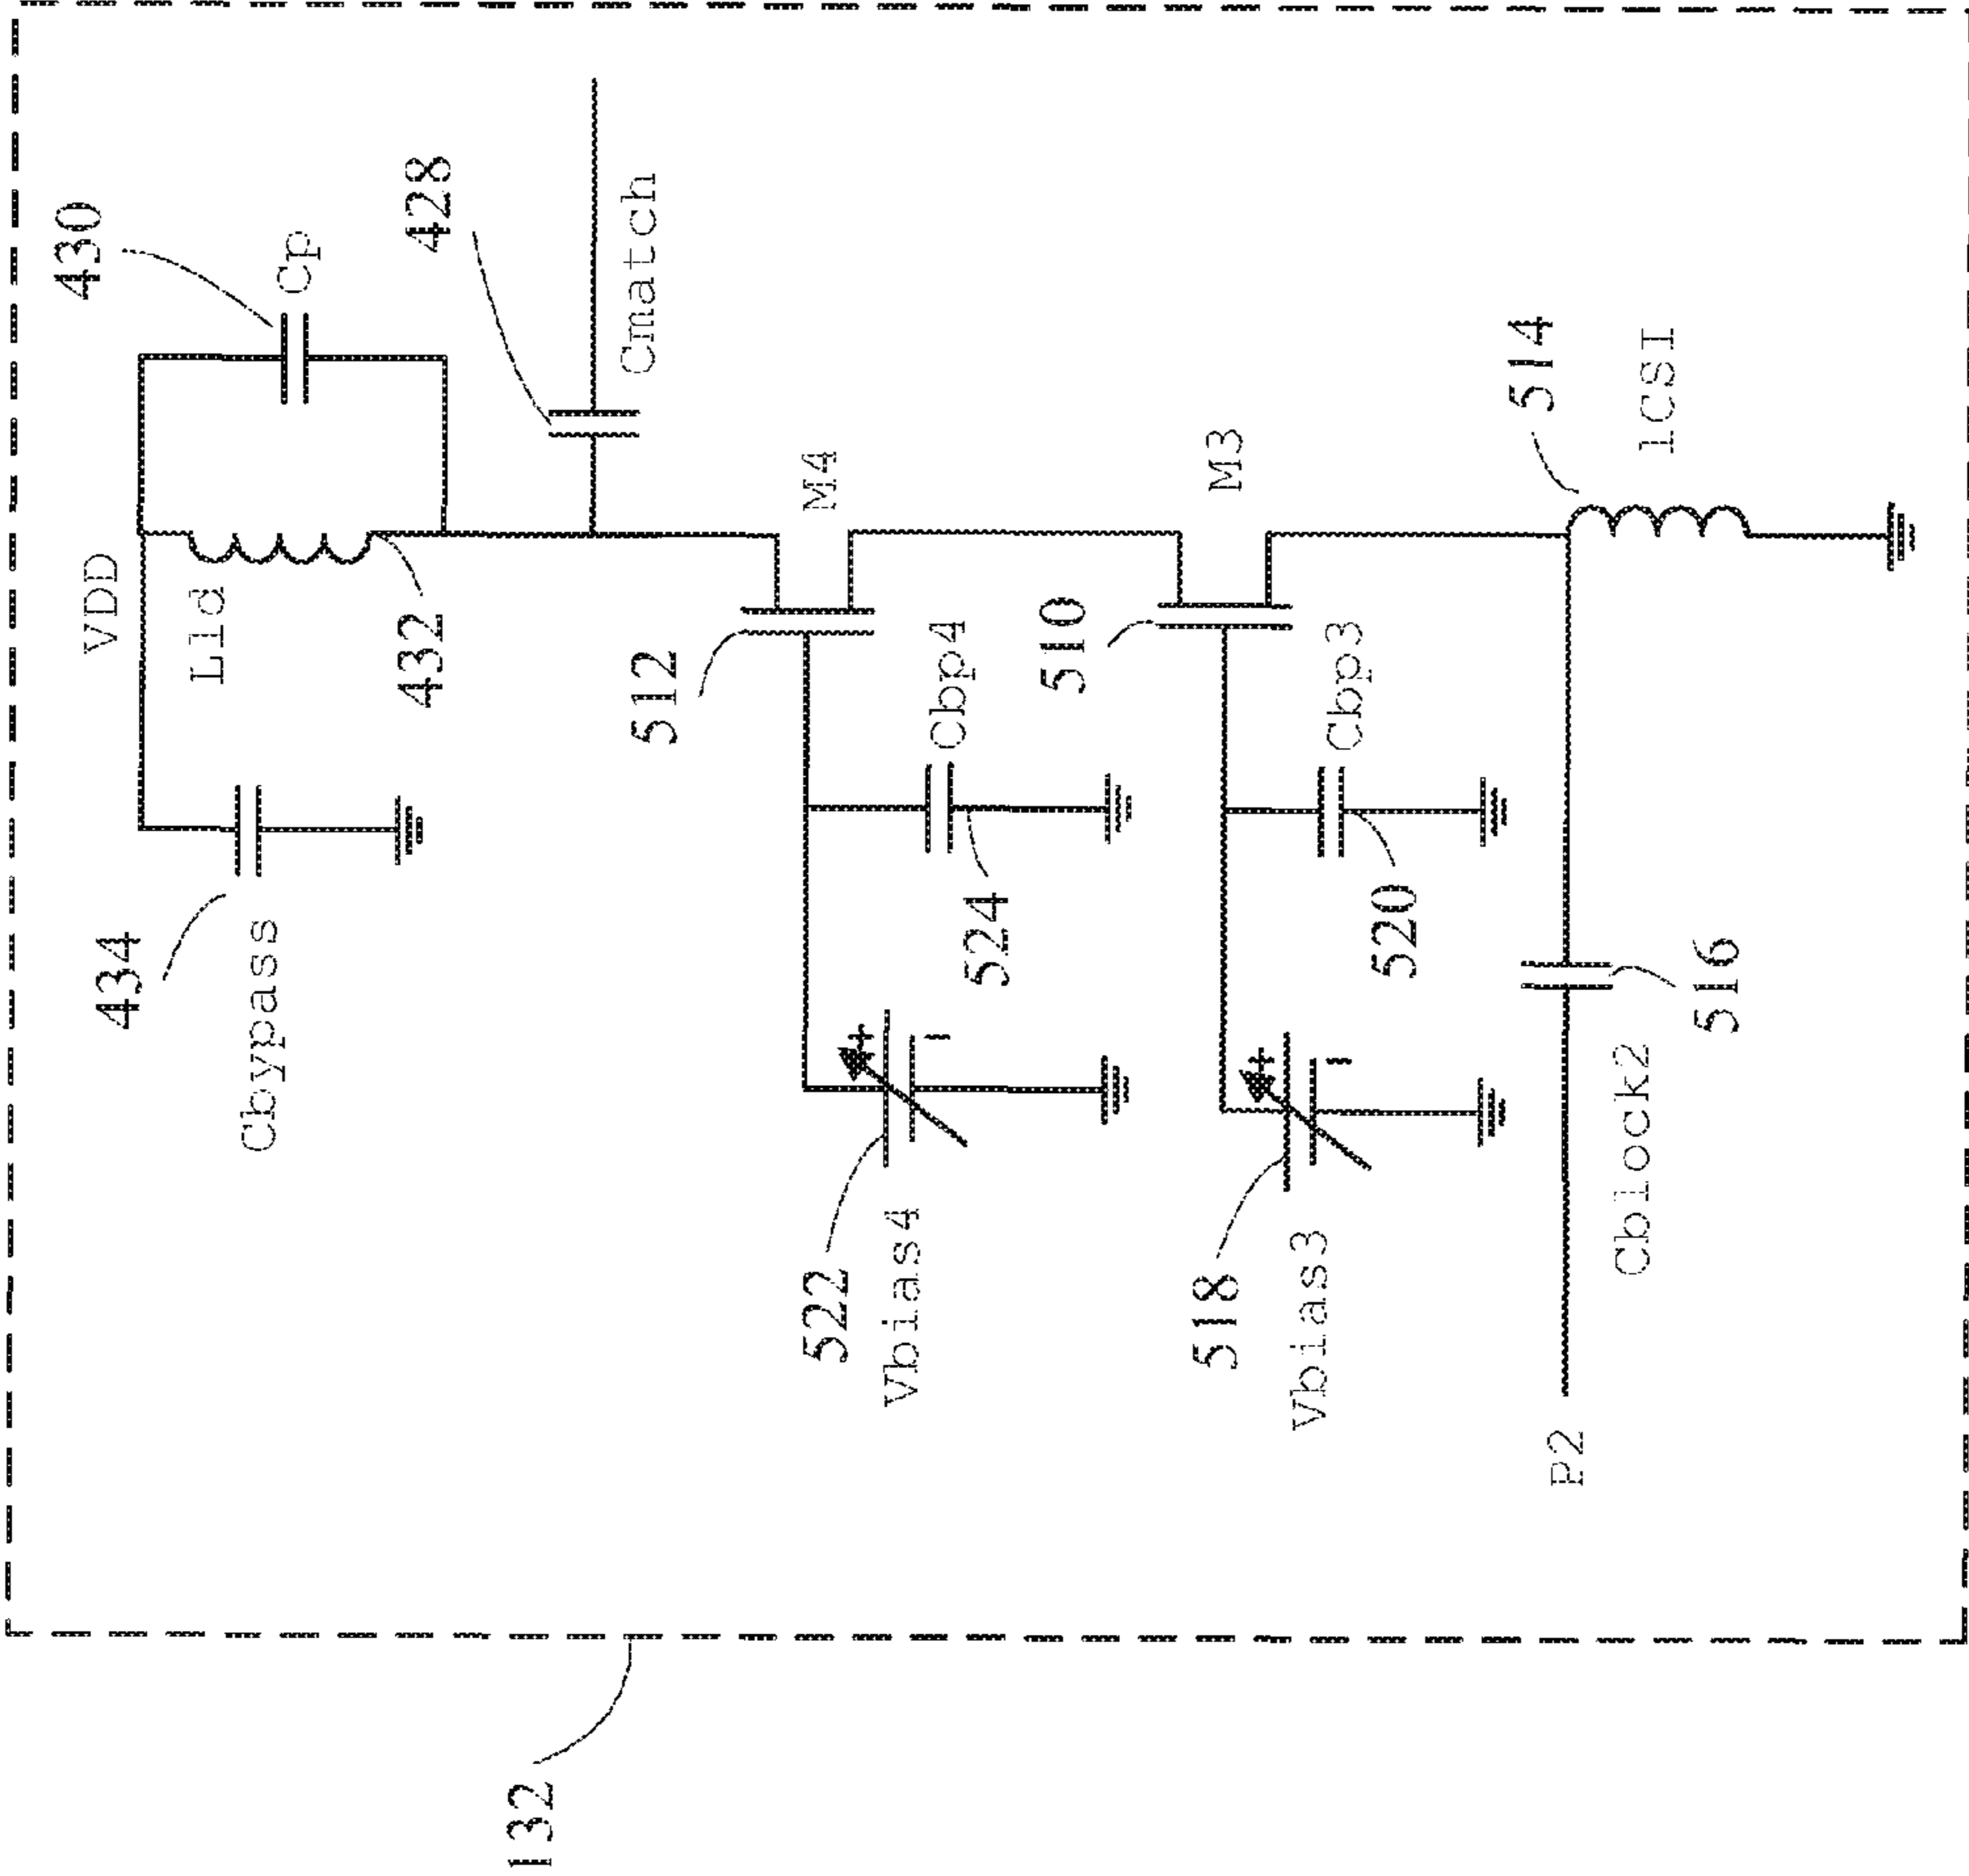 132
434
Cbypass
VDD
Lld
432
430
Cp
428
Cmatch
512
M4
522
Vbias4
524
Cbp4
510
M3
518
Vbias3
520
Cbp3
P2
Cblock2
516
514
lCSI
+
-
+
-